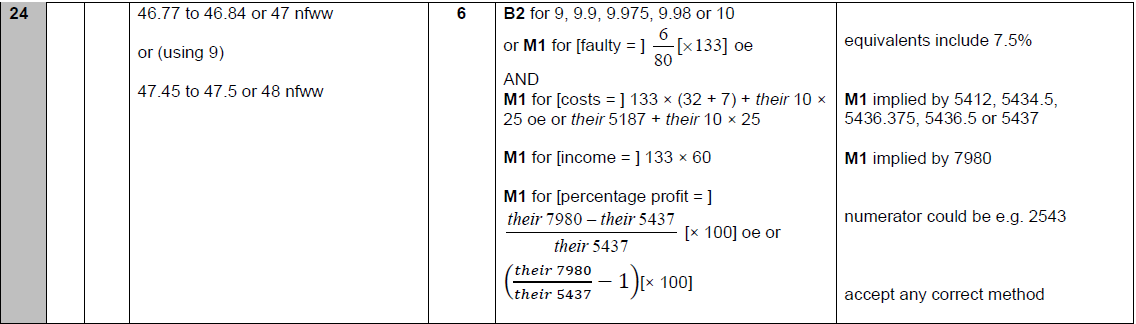 24
46.77 to 46.84 or 47 nfww
or (using 9)
47.45 to 47.5 or 48 nfww
6
B2 for 9, 9.9, 9.975, 9.98 or 10
or M1 for [faulty = ] 6/80 [×133] oe
AND
M1 for [costs = ] 133 × (32 + 7) + their 10 ×
25 oe or their 5187 + their 10 × 25
M1 for [income = ] 133 × 60
M1 for [percentage profit = ]
their 7980 – their 5437
their 5437
[× 100] oe or
(their 7980/their 5437 − 1)[× 100]
equivalents include 7.5%
M1 implied by 5412, 5434.5,
5436.375, 5436.5 or 5437
M1 implied by 7980
numerator could be e.g. 2543
accept any correct method